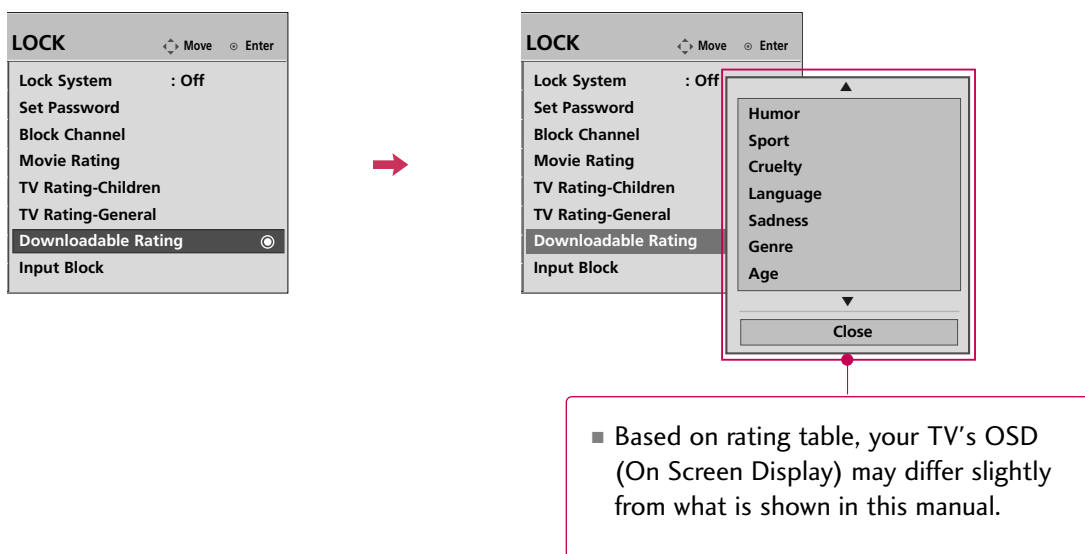 LOCK
Move Enter
Lock System : Off
Set Password
Block Channel
Movie Rating
TV Rating-Children
TV Rating-General
Downloadable Rating
Input Block
LOCK
Move Enter
Lock System : Off
Set Password
Block Channel
Movie Rating
TV Rating-Children
TV Rating-General
Downloadable Rating
Input Block
Humor
Sport
Cruelty
Language
Sadness
Genre
Age
Close
Based on rating table, your TV's OSD
(On Screen Display) may differ slightly
from what is shown in this manual.